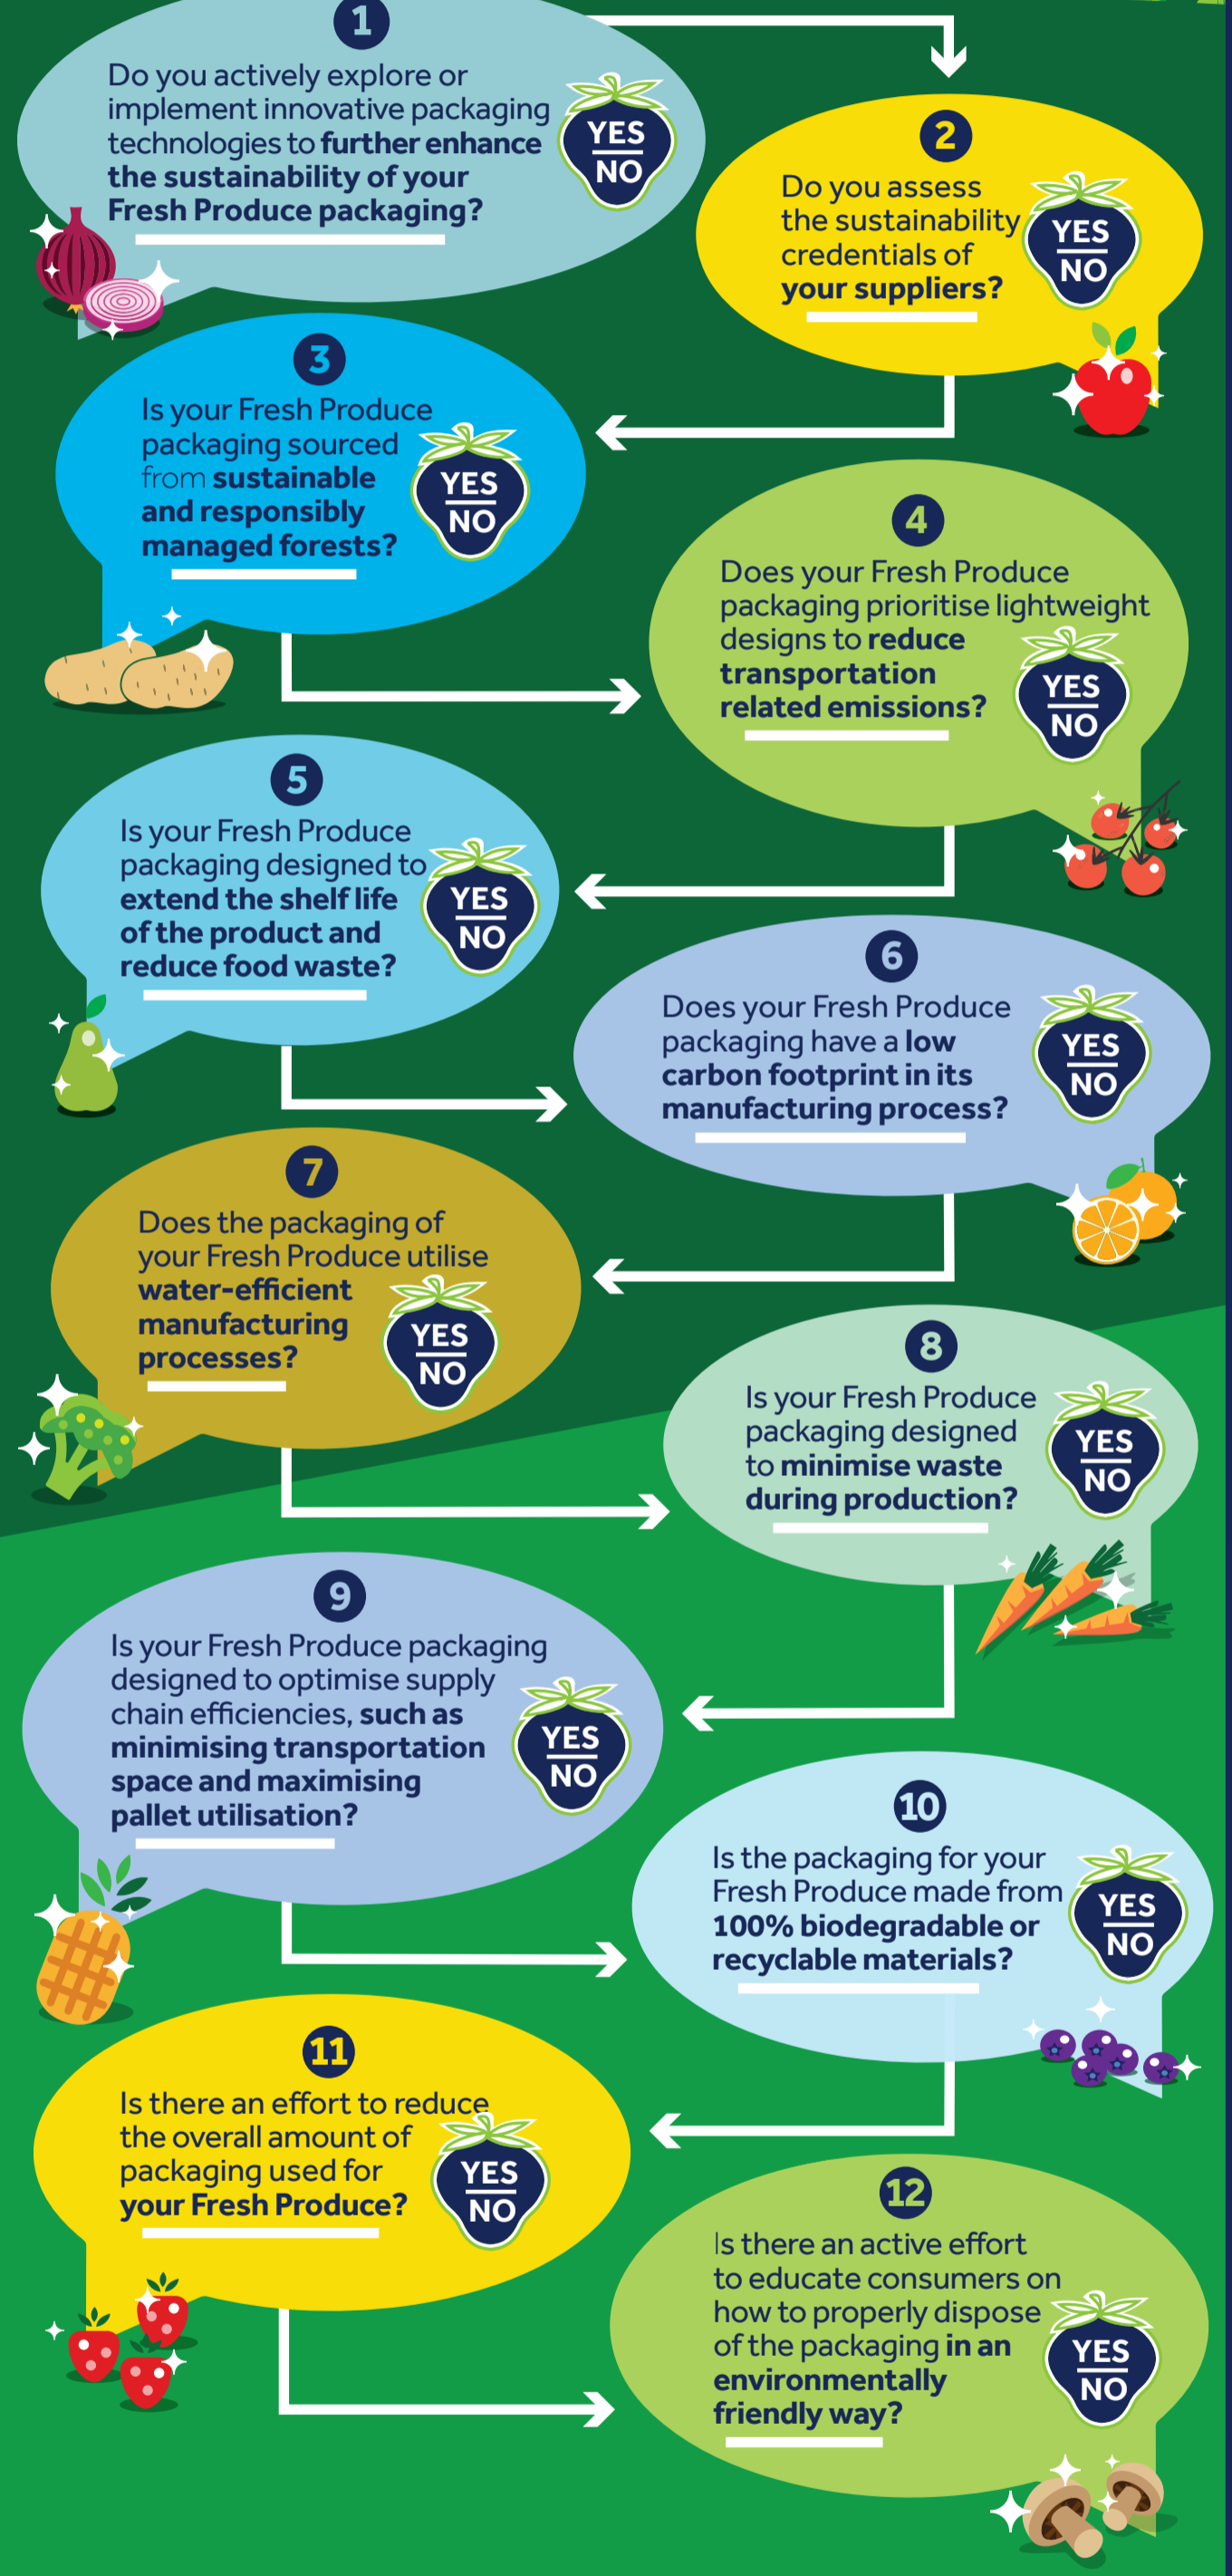 1
Do you actively explore or
implement innovative packaging
technologies to further enhance
the sustainability of your
Fresh Produce packaging?
YES
NO
2
Do you assess
the sustainability
credentials of
your suppliers?
YES
NO
3
Is your Fresh Produce
packaging sourced
from sustainable
and responsibly
managed forests?
YES
NO
4
Does your Fresh Produce
packaging prioritise lightweight
designs to reduce
transportation
related emissions?
YES
NO
5
Is your Fresh Produce
packaging designed to
extend the shelf life
of the product and
reduce food waste?
YES
NO
6
Does your Fresh Produce
packaging have a low
carbon footprint in its
manufacturing process?
YES
NO
7
Does the packaging of
your Fresh Produce utilise
water-efficient
manufacturing
processes?
YES
NO
8
Is your Fresh Produce
packaging designed
to minimise waste
during production?
YES
NO
9
Is your Fresh Produce packaging
designed to optimise supply
chain efficiencies, such as
minimising transportation
space and maximising
pallet utilisation?
YES
NO
10
Is the packaging for your
Fresh Produce made from
100% biodegradable or
recyclable materials?
YES
NO
11
Is there an effort to reduce
the overall amount of
packaging used for
your Fresh Produce?
YES
NO
12
Is there an active effort
to educate consumers on
how to properly dispose
of the packaging in an
environmentally
friendly way?
YES
NO